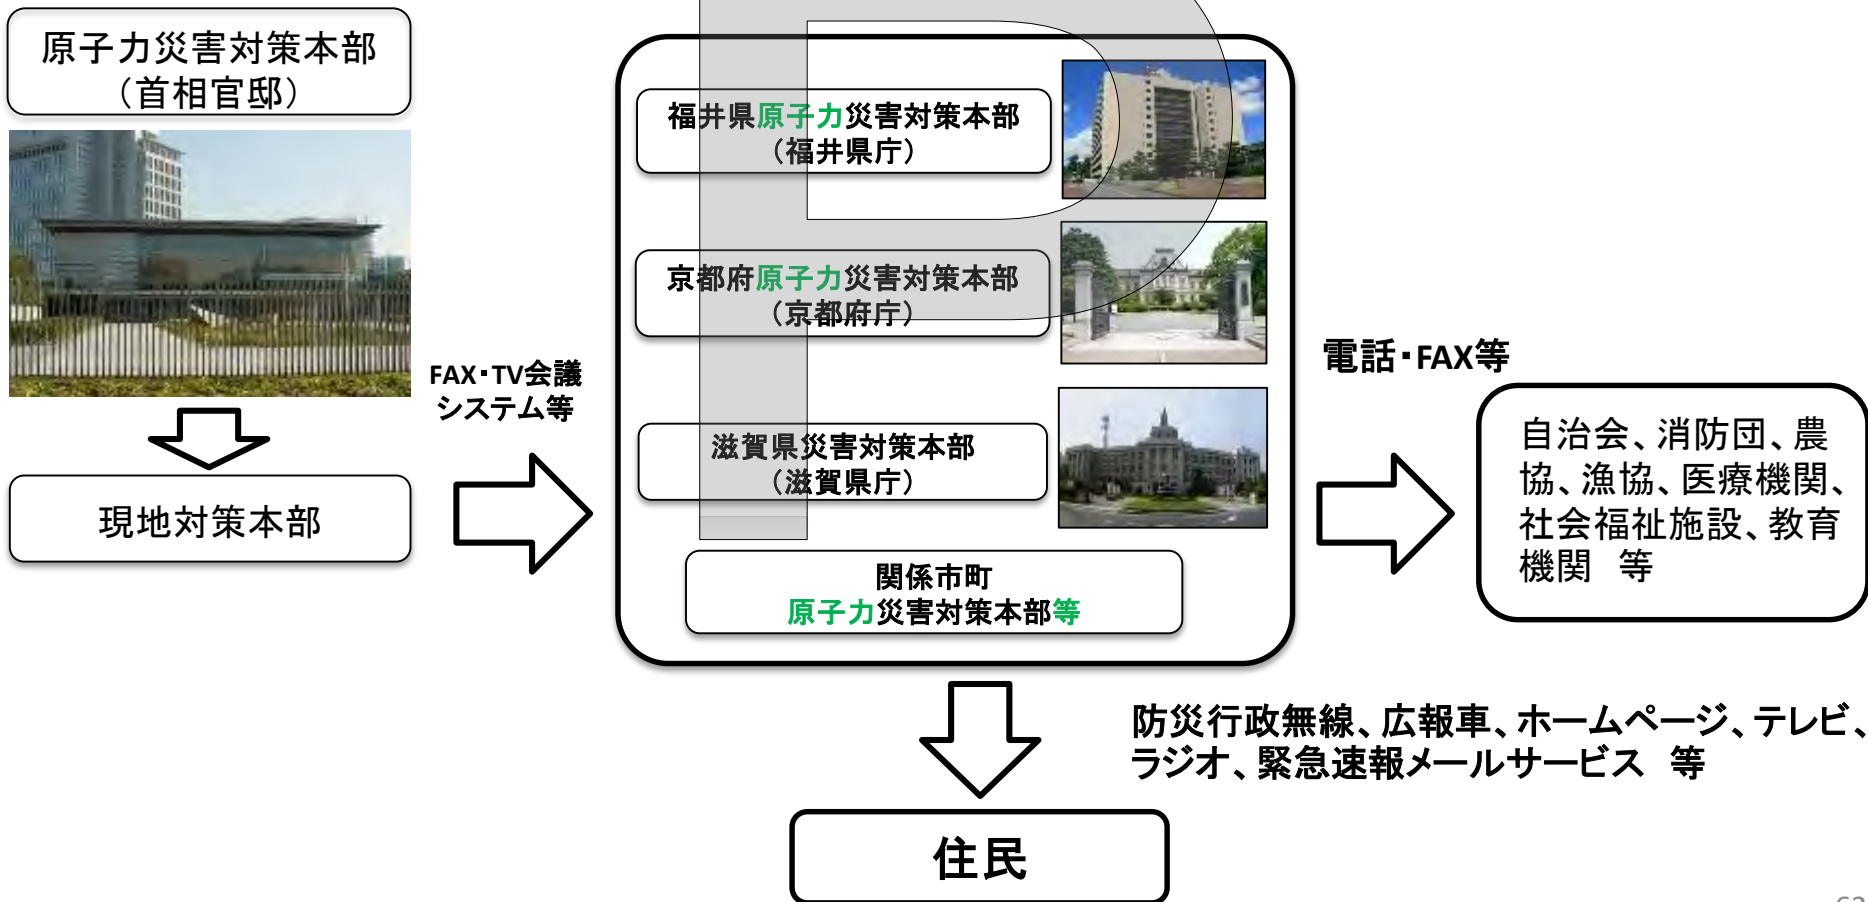 原子力災害対策本部
（首相官邸）
現地対策本部
FAX･TV会議
システム等
福井県原子力災害対策本部
（福井県庁）
京都府原子力災害対策本部
（京都府庁）
滋賀県災害対策本部
（滋賀県庁）
関係市町
原子力災害対策本部等
電話･FAX等
自治会、消防団、農
協、漁協、医療機関、
社会福祉施設、教育
機関　等
防災行政無線、広報車、ホームページ、テレビ、
ラジオ、緊急速報メールサービス　等
住民